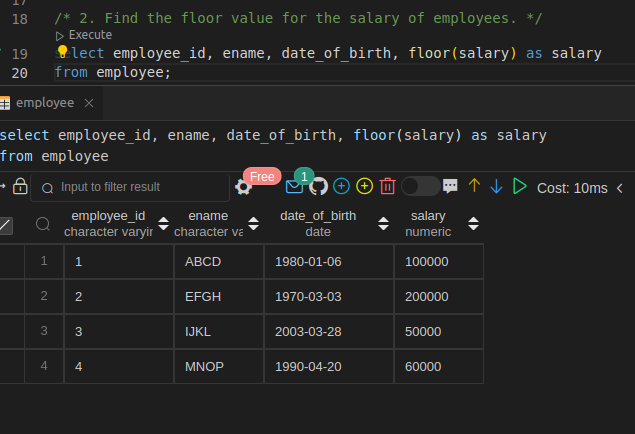 17
18 /* 2. Find the floor value for the salary of employees. */
Execute
19 lect employee_id, ename, date_of_birth, floor(salary) as salary
20 from employee;
employee
select employee_id, ename, date_of_birth, floor(salary) as salary
from employee
Input to filter result Free 1 Cost: 10ms
employee_id ename date_of_birth salary
character varyin character va date numeric
1 1 ABCD 1980-01-06 100000
2 2 EFGH 1970-03-03 200000
3 3 IJKL 2003-03-28 50000
4 4 MNOP 1990-04-20 60000